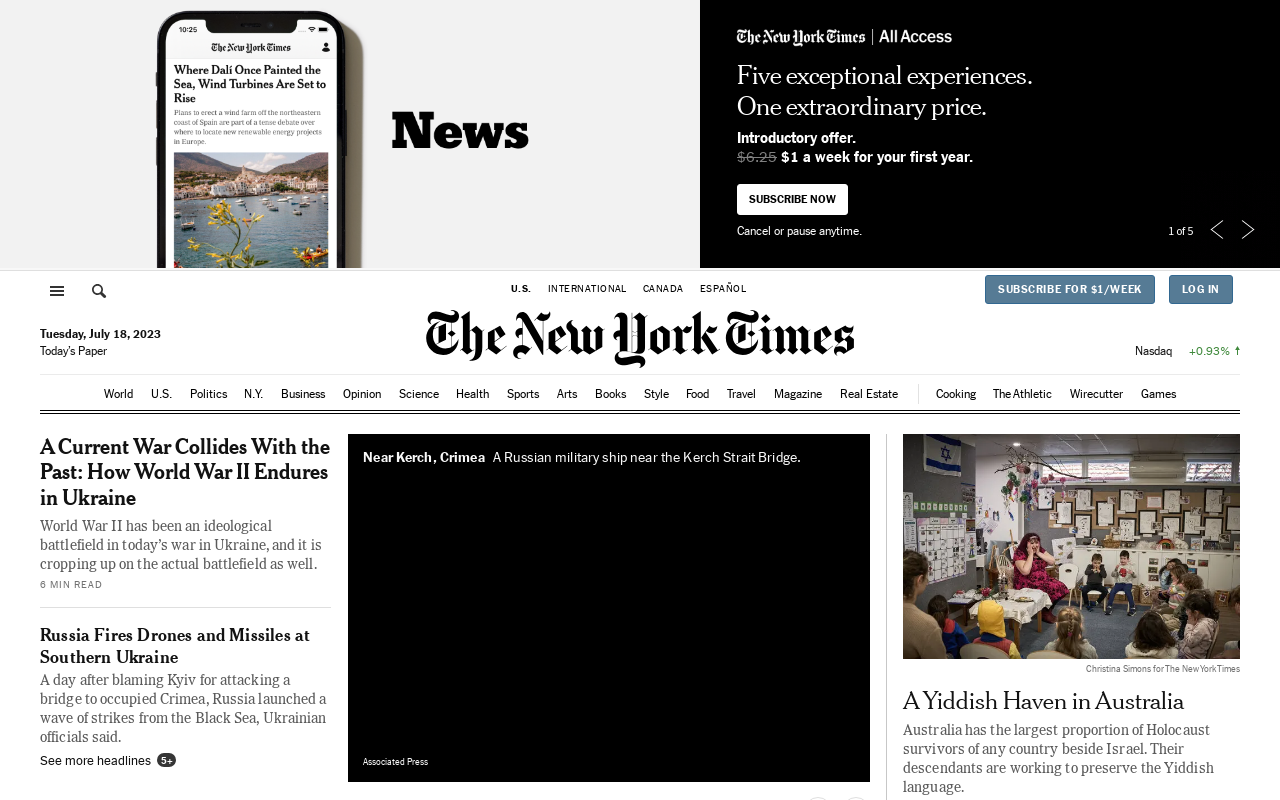 10:25
The New York Times
Where Dalí Once Painted the
Sea, Wind Turbines Are Set to
Rise
Plans to erect a wind farm off the northeastern
coast of Spain are part of a tense debate over
where to locate new renewable energy projects
in Europe.
News
The New York Times | All Access
Five exceptional experiences.
One extraordinary price.
Introductory offer.
$6.25 $1 a week for your first year.
SUBSCRIBE NOW
Cancel or pause anytime.
1 of 5
U.S. INTERNATIONAL CANADA ESPAÑOL
SUBSCRIBE FOR $1/WEEK LOG IN
Tuesday, July 18, 2023
Today's Paper
The New York Times
Nasdaq +0.93% ↑
World U.S. Politics N.Y. Business Opinion Science Health Sports Arts Books Style Food Travel Magazine Real Estate Cooking The Athletic Wirecutter Games
A Current War Collides With the
Past: How World War II Endures
in Ukraine
World War II has been an ideological
battlefield in today’s war in Ukraine, and it is
cropping up on the actual battlefield as well.
6 MIN READ
Russia Fires Drones and Missiles at
Southern Ukraine
A day after blaming Kyiv for attacking a
bridge to occupied Crimea, Russia launched a
wave of strikes from the Black Sea, Ukrainian
officials said.
See more headlines 5+
Near Kerch, Crimea A Russian military ship near the Kerch Strait Bridge.
Associated Press
Christina Simons for The New York Times
A Yiddish Haven in Australia
Australia has the largest proportion of Holocaust
survivors of any country beside Israel. Their
descendants are working to preserve the Yiddish
language.